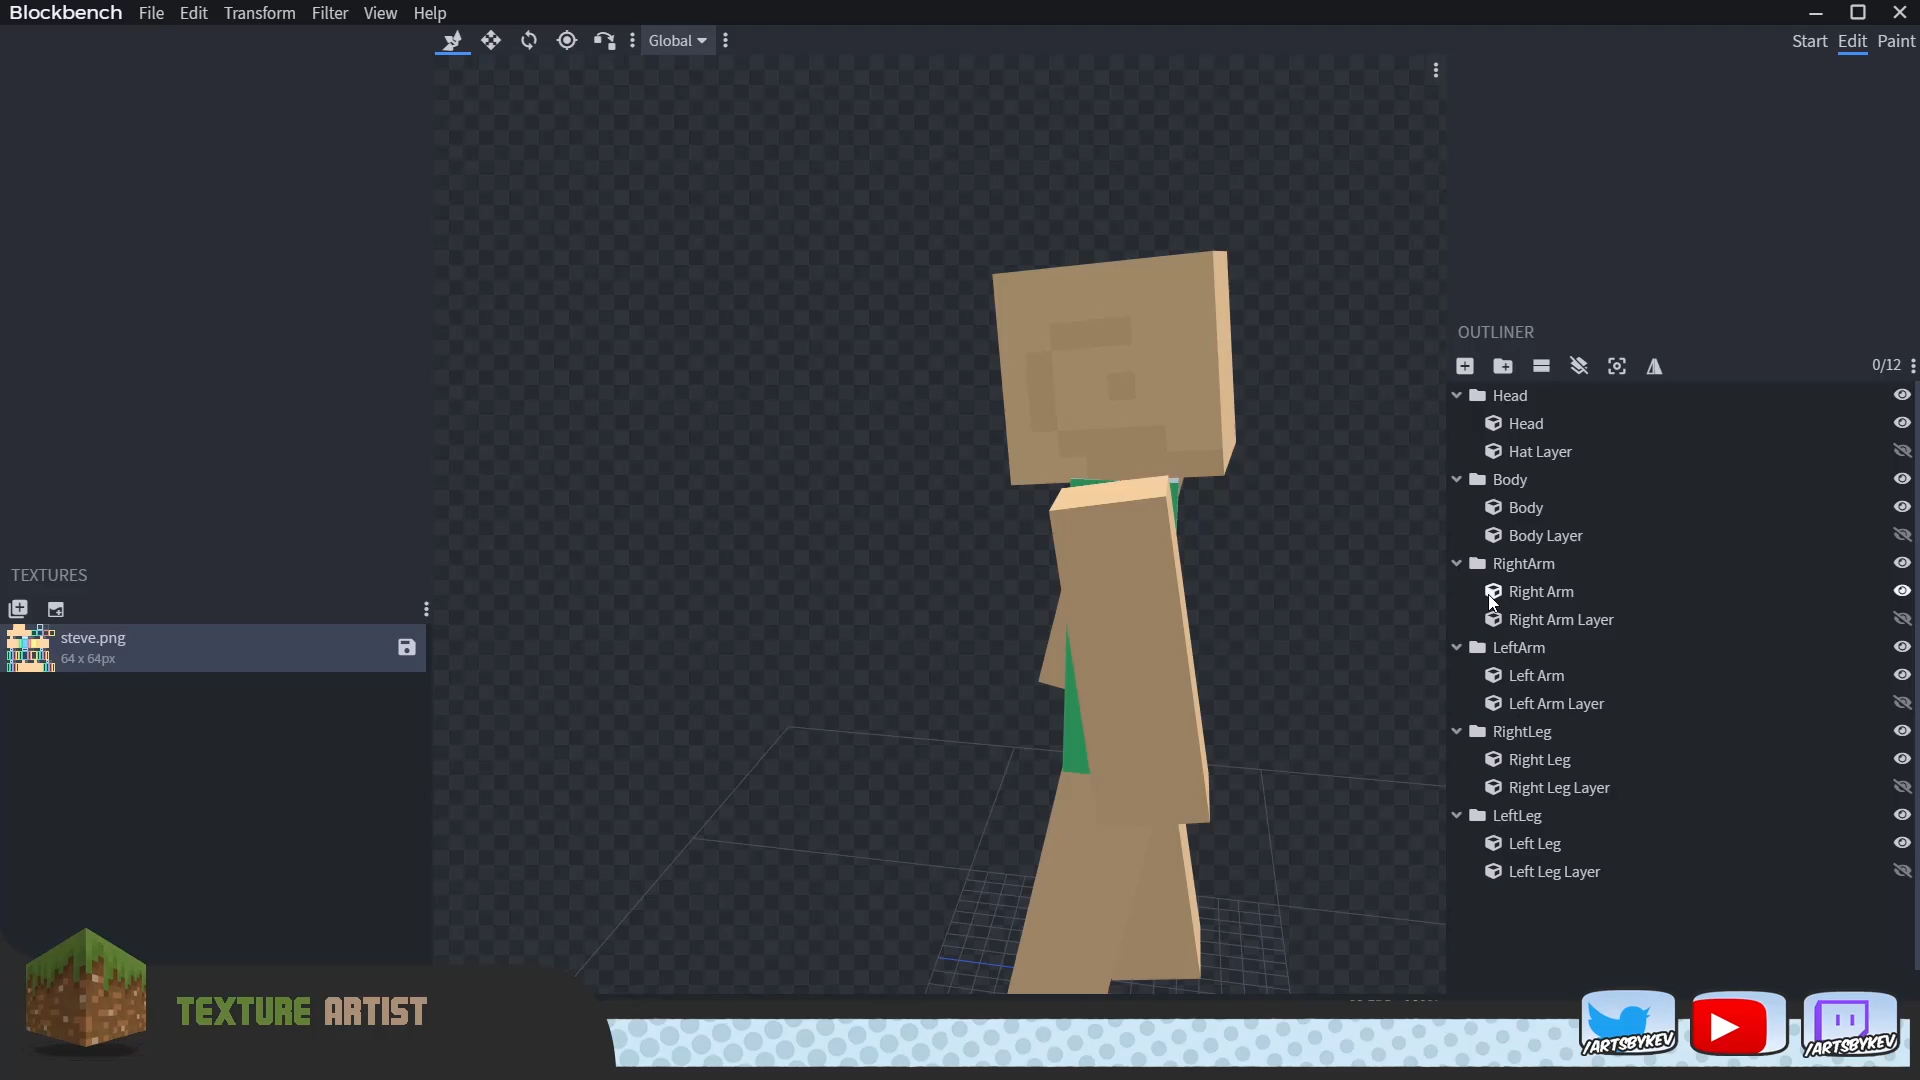 Blockbench File Edit Transform Filter View Help
Global
Start Edit Paint
OUTLINER
0/12
Head
Head
Hat Layer
Body
Body
Body Layer
RightArm
Right Arm
Right Arm Layer
LeftArm
Left Arm
Left Arm Layer
RightLeg
Right Leg
Right Leg Layer
LeftLeg
Left Leg
Left Leg Layer
TEXTURES
steve.png
64 x 64px
TEXTURE ARTIST
/ARTSBYKEV
/ARTSBYKEV
/ARTSBYKEV